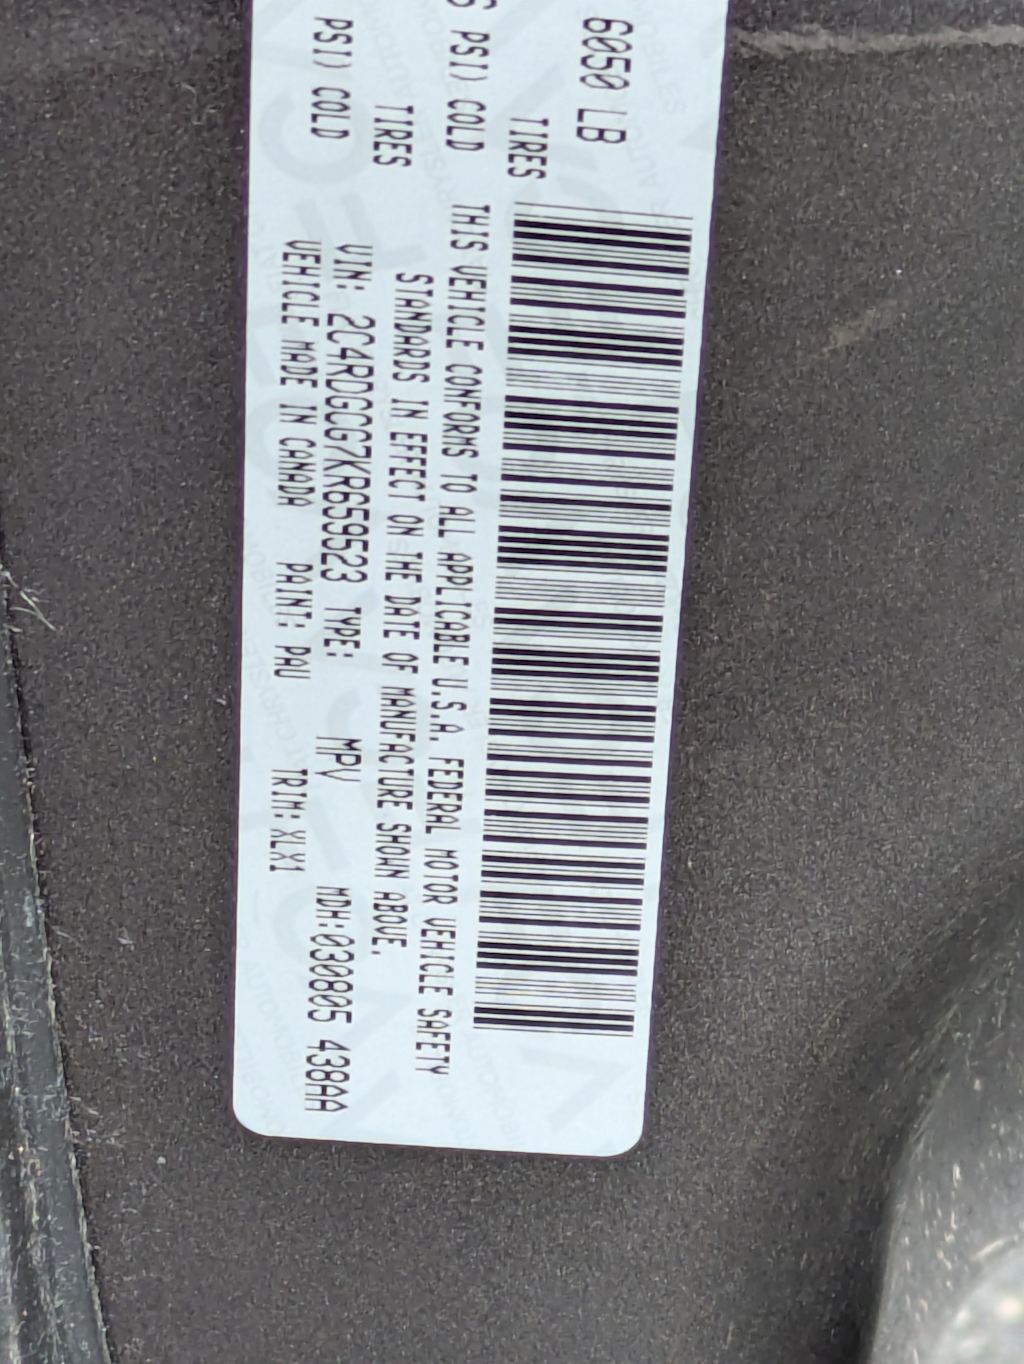 6050 LB
TIRES
S PSI) COLD
TIRES
PSI) COLD
THIS VEHICLE CONFORMS TO ALL APPLICABLE U.S.A. FEDERAL MOTOR VEHICLE SAFETY
STANDARDS IN EFFECT ON THE DATE OF MANUFACTURE SHOWN ABOVE.
VIN: 2C4RDGCG7KR659523 TYPE: MPV MDH:030805 438AA
VEHICLE MADE IN CANADA PAINT: PAU TRIM: XLX1